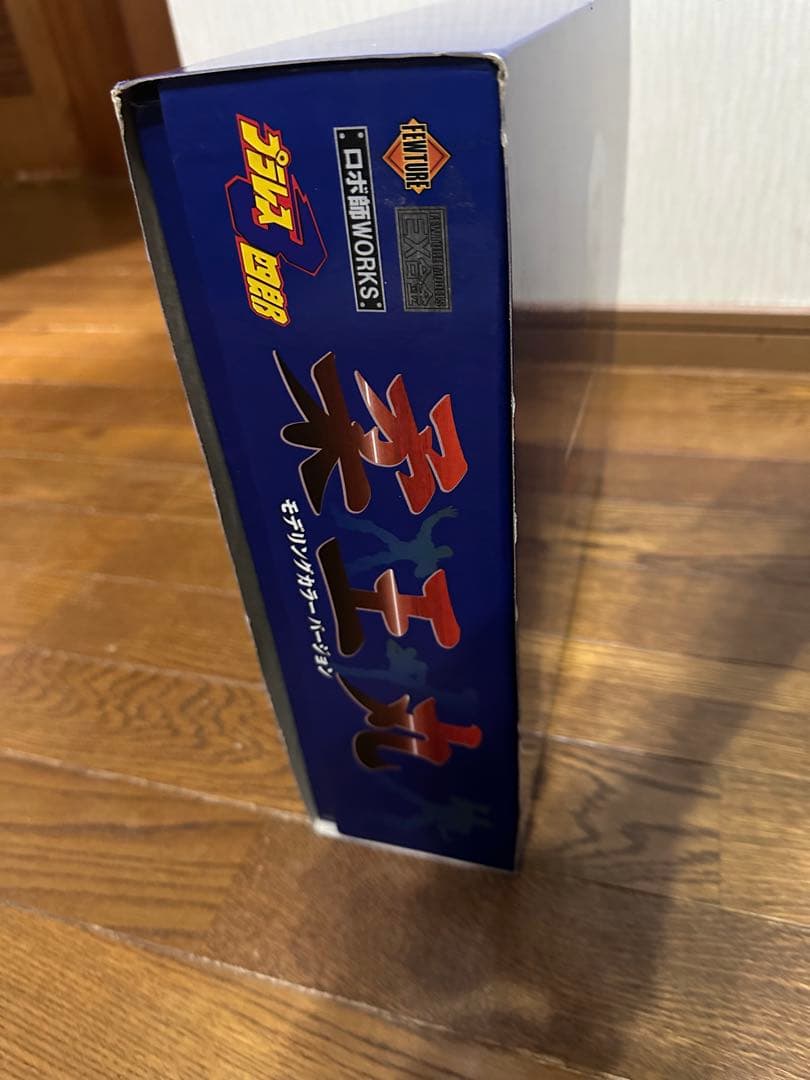 FEWTURE
EX合金
ロボ師WORKS
プラレス3四郎
柔王丸
モデリングカラー バージョン